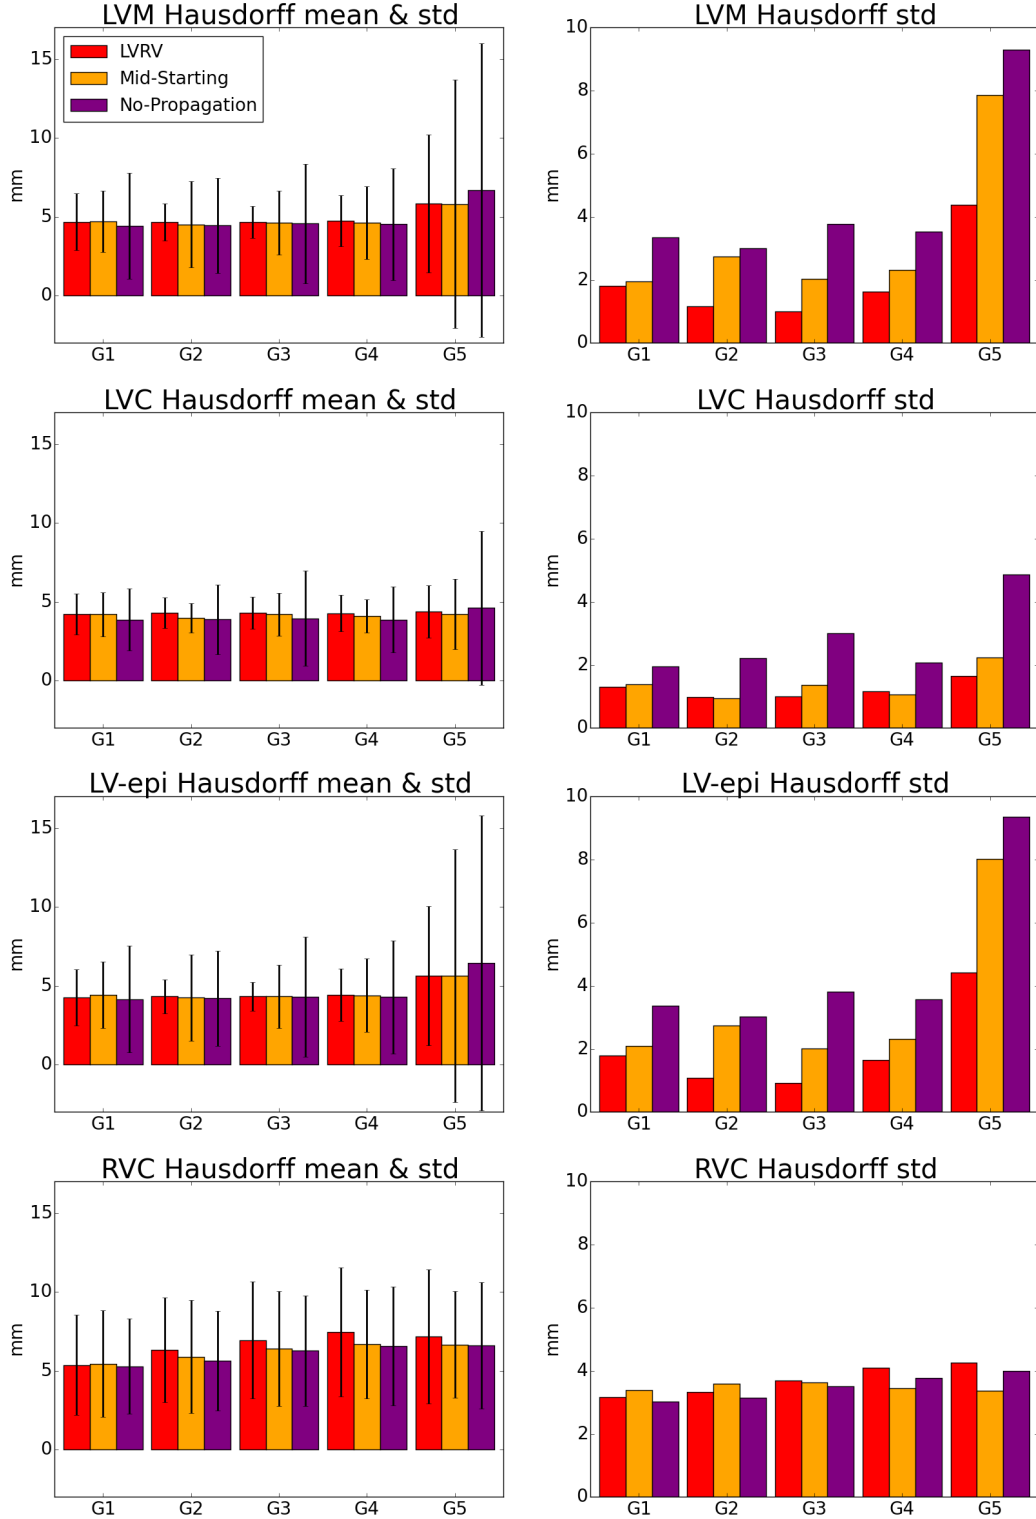 LVM Hausdorff mean & std
LVM Hausdorff std
LVRV
Mid-Starting
No-Propagation
mm
15
10
5
0
G1 G2 G3 G4 G5
mm
10
8
6
4
2
0
G1 G2 G3 G4 G5
LVC Hausdorff mean & std
LVC Hausdorff std
mm
15
10
5
0
G1 G2 G3 G4 G5
mm
10
8
6
4
2
0
G1 G2 G3 G4 G5
LV-epi Hausdorff mean & std
LV-epi Hausdorff std
mm
15
10
5
0
G1 G2 G3 G4 G5
mm
10
8
6
4
2
0
G1 G2 G3 G4 G5
RVC Hausdorff mean & std
RVC Hausdorff std
mm
15
10
5
0
G1 G2 G3 G4 G5
mm
10
8
6
4
2
0
G1 G2 G3 G4 G5